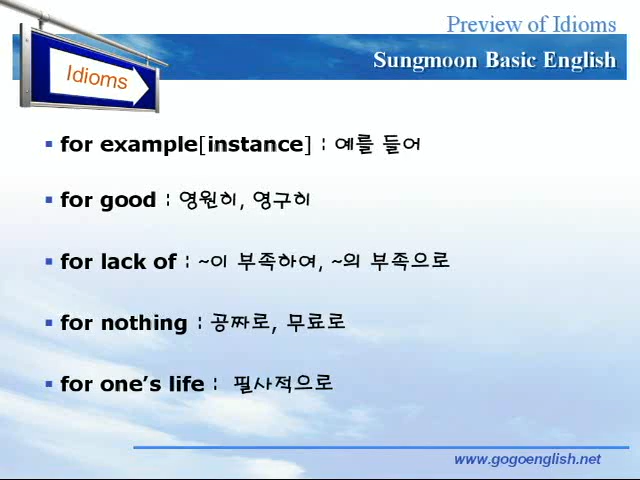 Preview of Idioms
Sungmoon Basic English
Idioms
for example[instance] : 예를 들어
for good : 영원히, 영구히
for lack of : ~이 부족하여, ~의 부족으로
for nothing : 공짜로, 무료로
for one's life : 필사적으로
www.gogoenglish.net